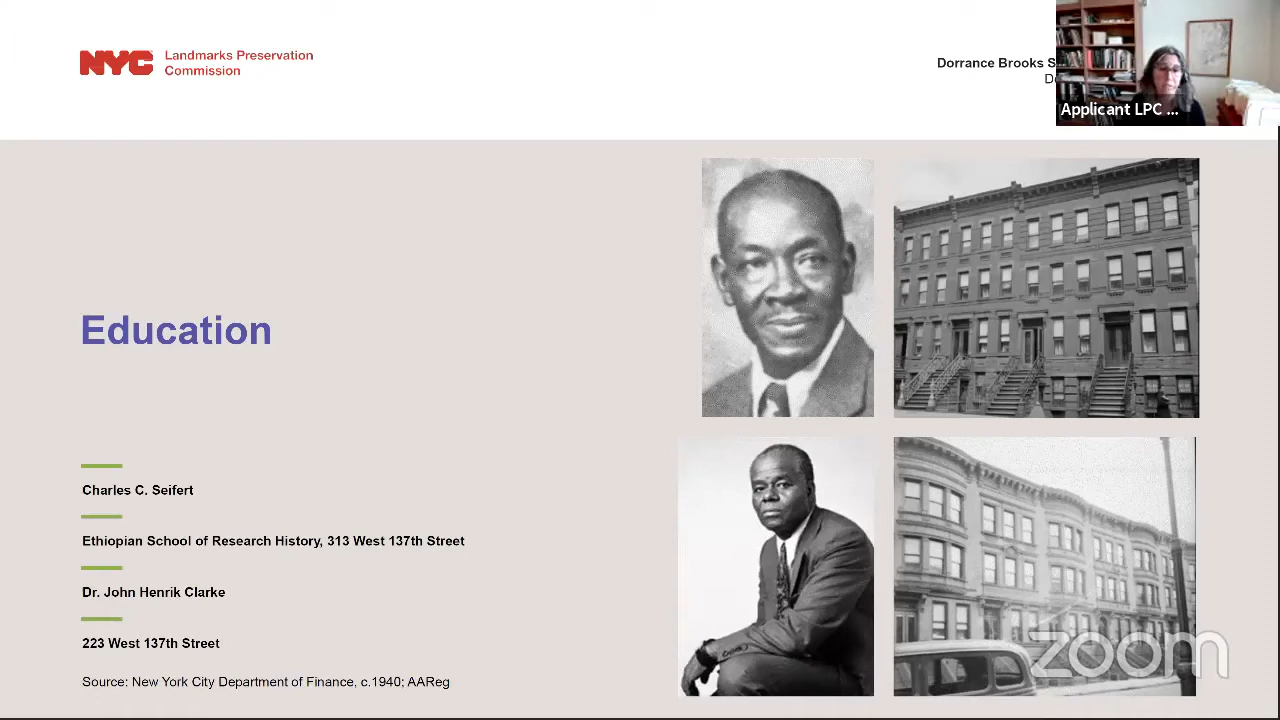 NYC
Landmarks Preservation
Commission
Dorrance Brooks S...
Applicant LPC ...
Education
Charles C. Seifert
Ethiopian School of Research History, 313 West 137th Street
Dr. John Henrik Clarke
223 West 137th Street
Source: New York City Department of Finance, c.1940; AAReg
zoom